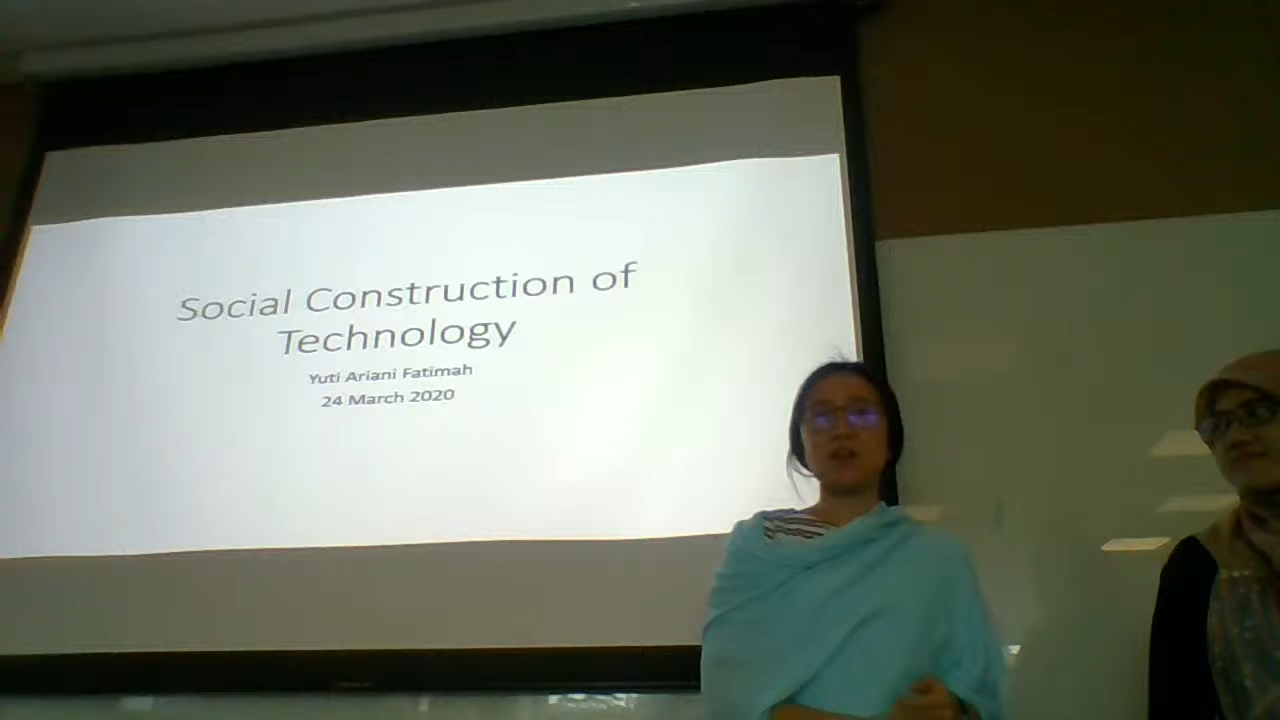 Social Construction of
Technology
Yuti Ariani Fatimah
24 March 2020